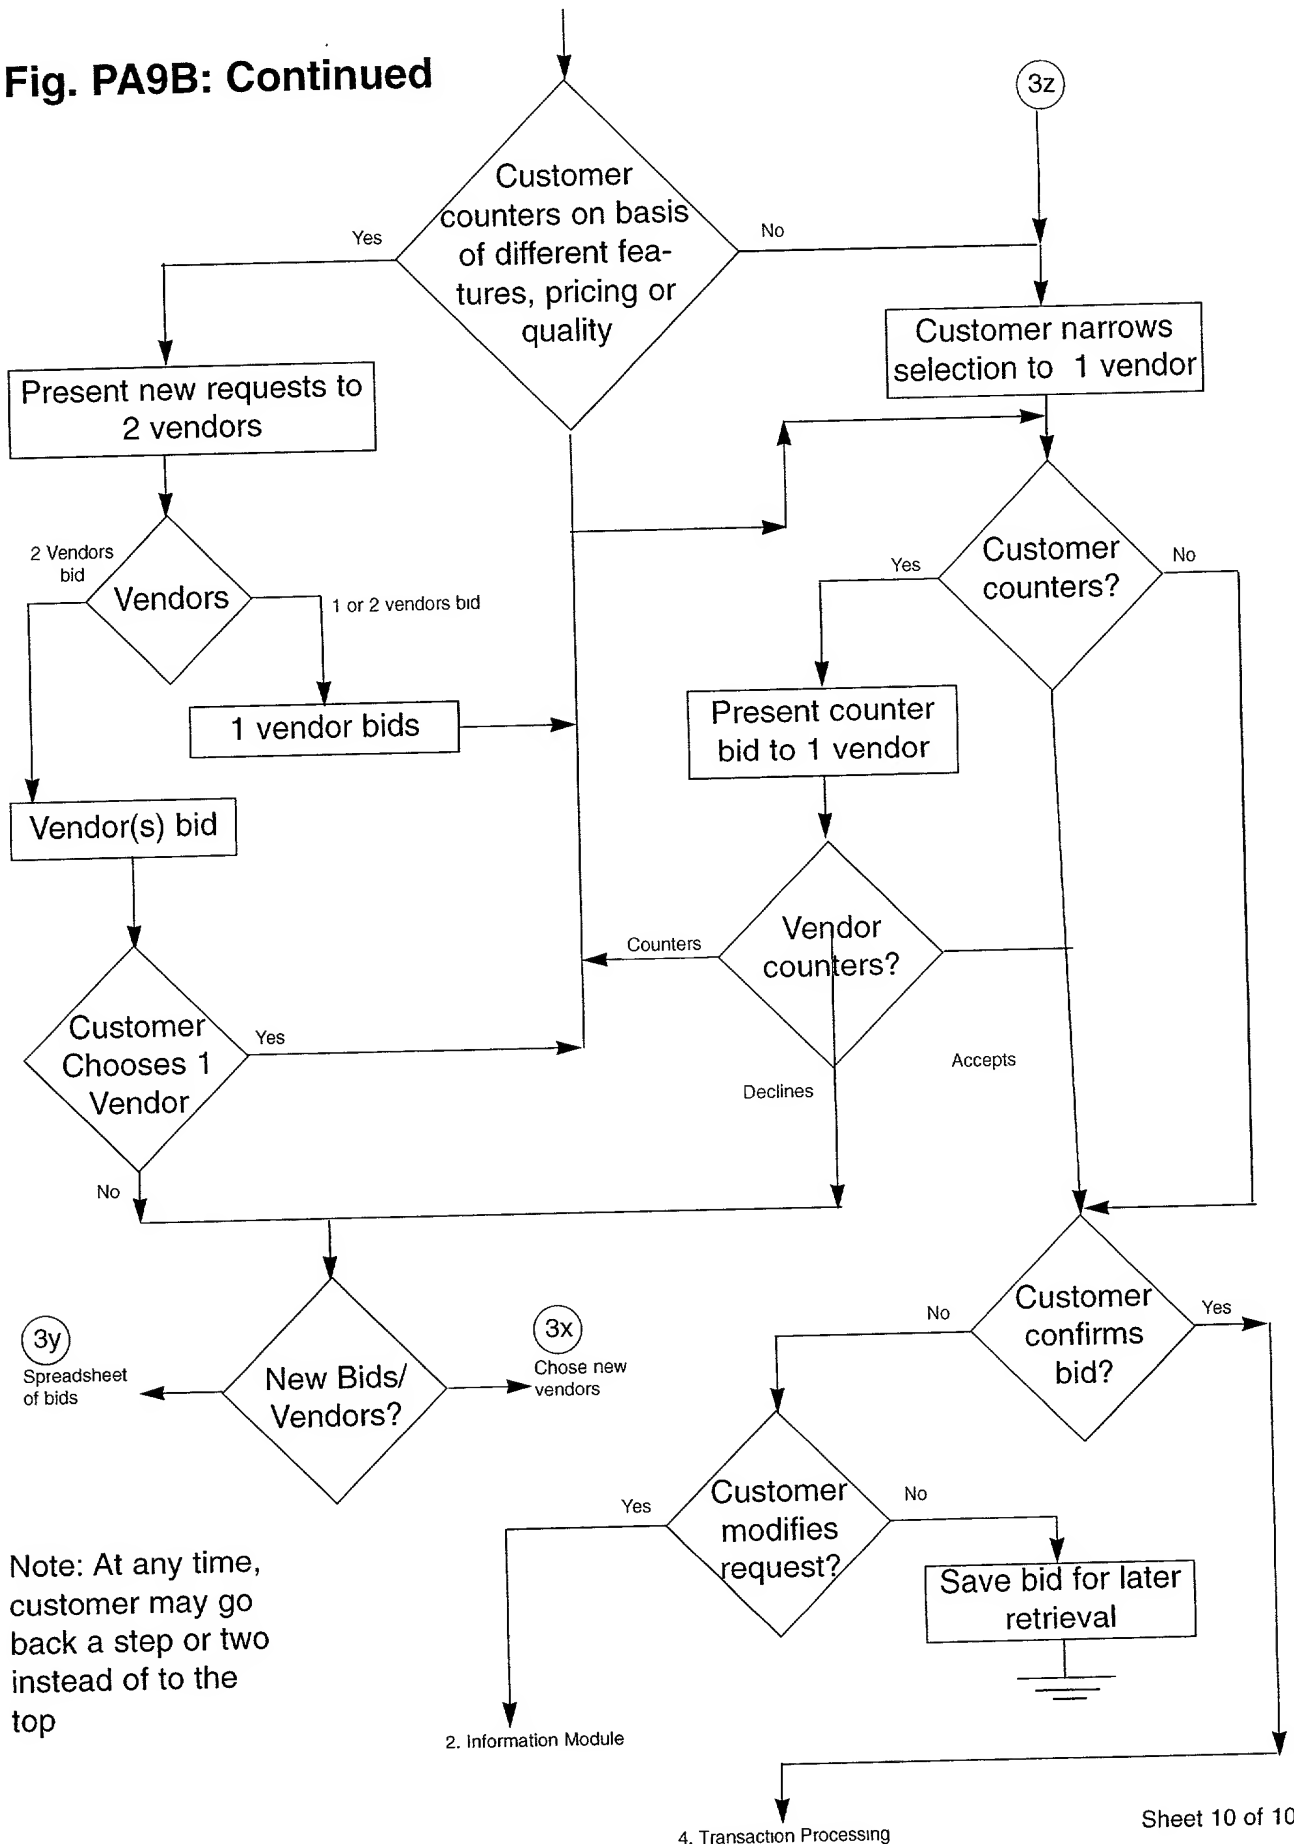 Fig. PA9B: Continued
3z
Customer
counters on basis
of different fea-
tures, pricing or
quality
Yes
No
Customer narrows
selection to 1 vendor
Present new requests to
2 vendors
2 Vendors
bid
Vendors
1 or 2 vendors bid
1 vendor bids
Vendor(s) bid
Customer
counters?
Yes
No
Present counter
bid to 1 vendor
Vendor
counters?
Counters
Declines
Accepts
Customer
Chooses 1
Vendor
Yes
No
3y
Spreadsheet
of bids
New Bids/
Vendors?
3x
Chose new
vendors
Customer
confirms
bid?
No
Yes
Customer
modifies
request?
Yes
No
Save bid for later
retrieval
Note: At any time,
customer may go
back a step or two
instead of to the
top
2. Information Module
4. Transaction Processing
Sheet 10 of 10